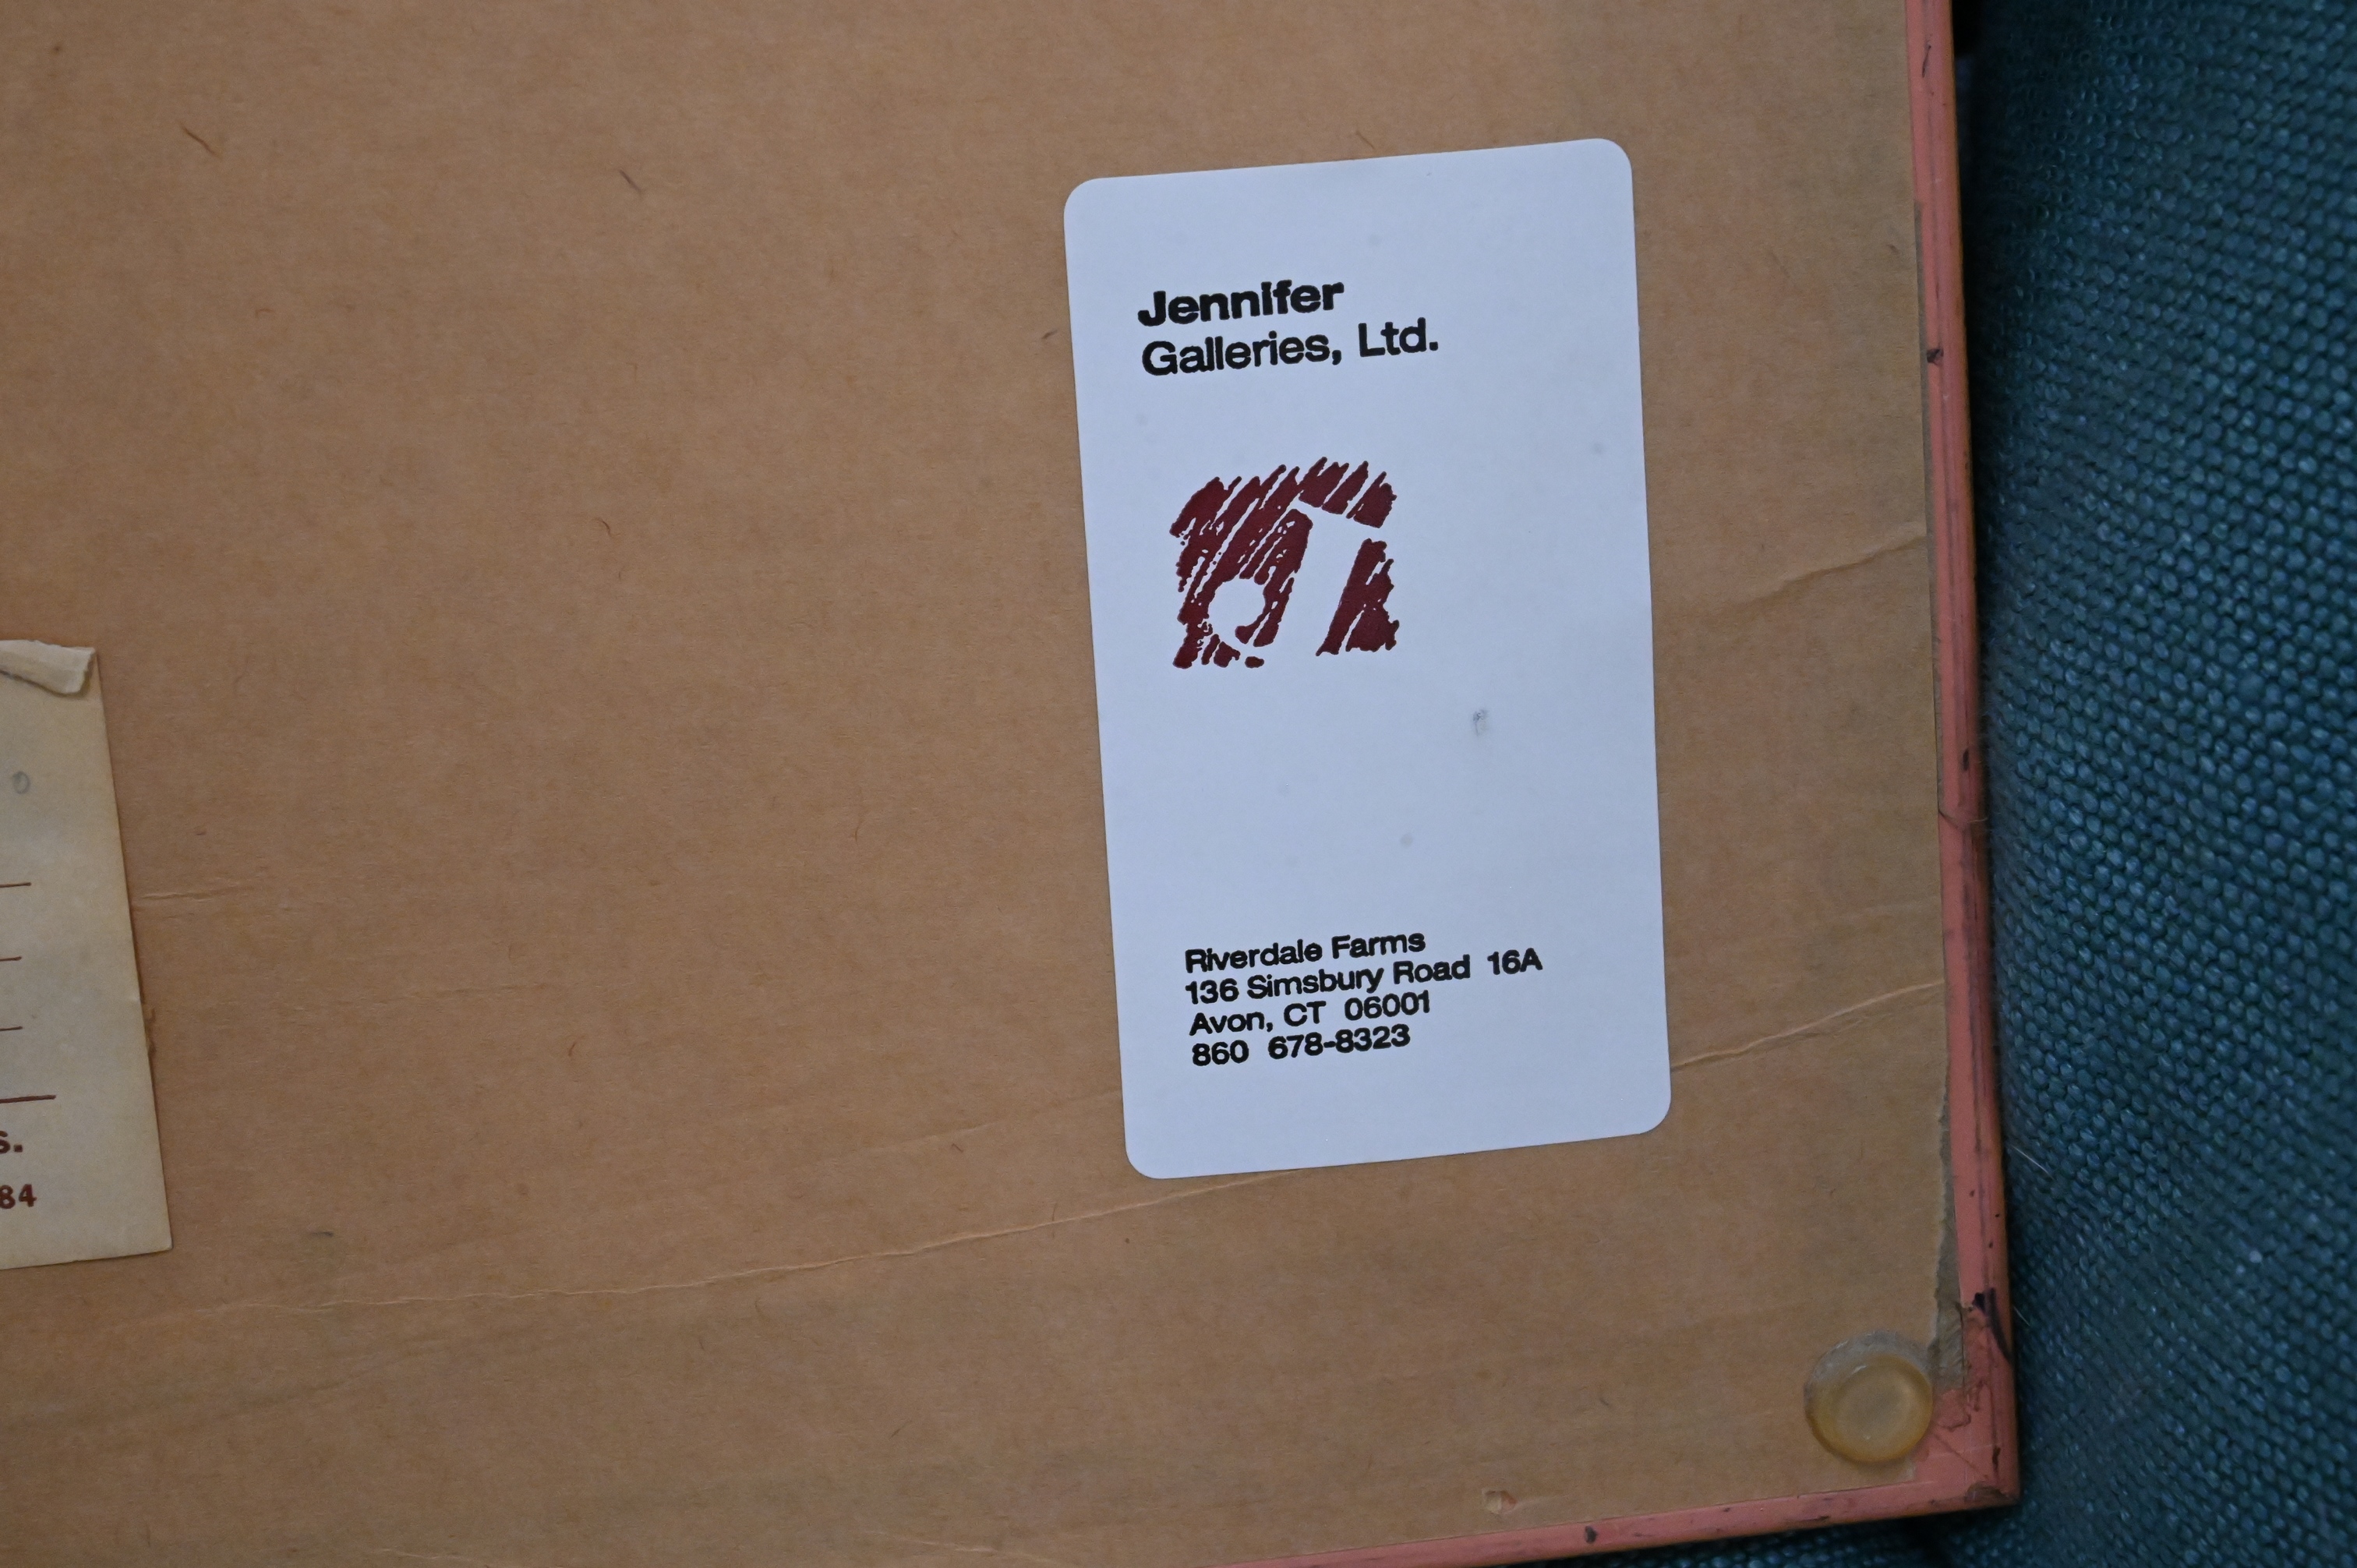 Jennifer
Galleries, Ltd.
Riverdale Farms
136 Simsbury Road 16A
Avon, CT 06001
860 678-8323
s.
84